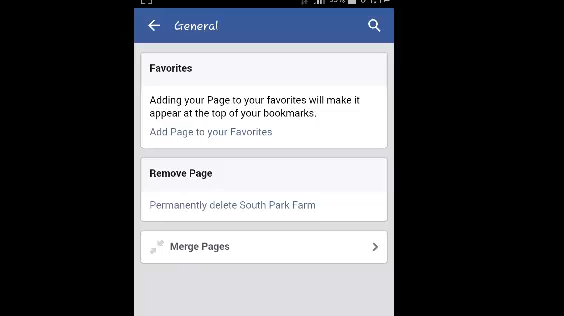 General
Favorites
Adding your Page to your favorites will make it
appear at the top of your bookmarks.
Add Page to your Favorites
Remove Page
Permanently delete South Park Farm
Merge Pages